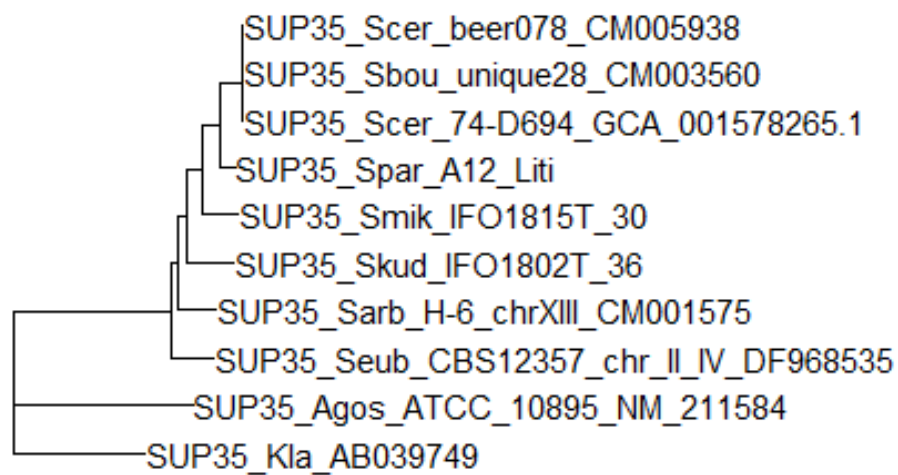 SUP35_Scer_beer078_CM005938
SUP35_Sbou_unique28_CM003560
SUP35_Scer_74-D694_GCA_001578265.1
SUP35_Spar_A12_Liti
SUP35_Smik_IFO1815T_30
SUP35_Skud_IFO1802T_36
SUP35_Sarb_H-6_chrXIII_CM001575
SUP35_Seub_CBS12357_chr_II_IV_DF968535
SUP35_Agos_ATCC_10895_NM_211584
SUP35_Kla_AB039749